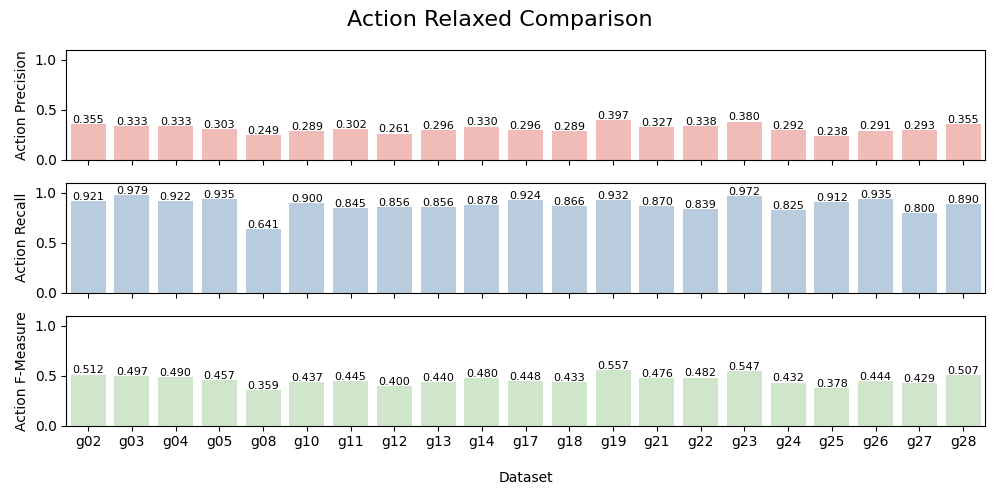 Action Relaxed Comparison
Action Precision
1.0
0.5
0.0
0.355 0.333 0.333 0.303 0.249 0.289 0.302 0.261 0.296 0.330 0.296 0.289 0.397 0.327 0.338 0.380 0.292 0.238 0.291 0.293 0.355
Action Recall
1.0
0.5
0.0
0.921 0.979 0.922 0.935 0.641 0.900 0.845 0.856 0.856 0.878 0.924 0.866 0.932 0.870 0.839 0.972 0.825 0.912 0.935 0.800 0.890
Action F-Measure
1.0
0.5
0.0
0.512 0.497 0.490 0.457 0.359 0.437 0.445 0.400 0.440 0.480 0.448 0.433 0.557 0.476 0.482 0.547 0.432 0.378 0.444 0.429 0.507
g02 g03 g04 g05 g08 g10 g11 g12 g13 g14 g17 g18 g19 g21 g22 g23 g24 g25 g26 g27 g28
Dataset